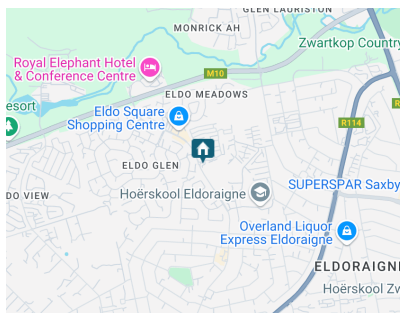 GLEN LAURISTON
MONRICK AH
Zwartkop Country
Royal Elephant Hotel
& Conference Centre
M10
ELDO MEADOWS
esort
Eldo Square
Shopping Centre
R114
ELDO GLEN
SUPERSPAR Saxby
DO VIEW
Hoërskool Eldoraigne
Overland Liquor
Express Eldoraigne
ELDORAIGN
Hoërskool Zw